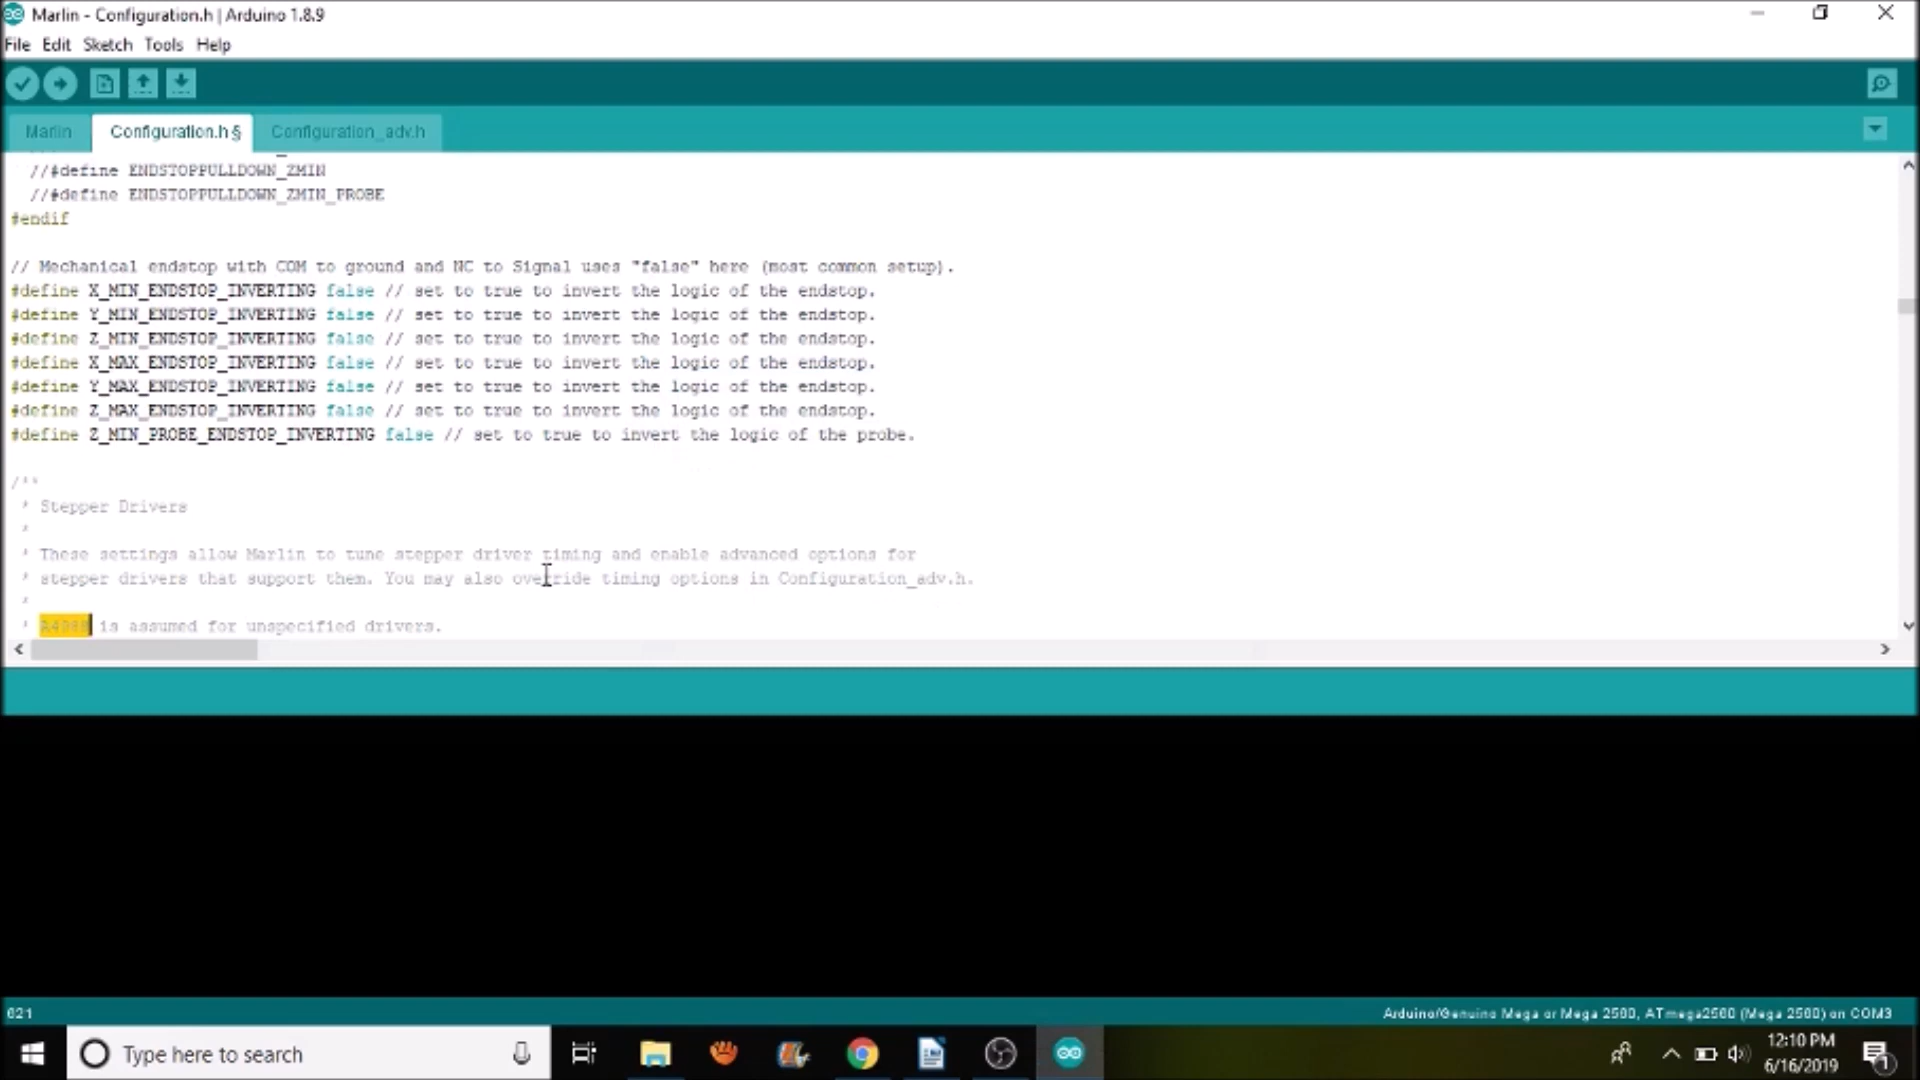 Marlin - Configuration.h | Arduino 1.8.9
File Edit Sketch Tools Help
Marlin Configuration.h § Configuration_adv.h
//#define ENDSTOPPULLDOWN_ZMIN
//#define ENDSTOPPULLDOWN_ZMIN_PROBE
#endif
// Mechanical endstop with COM to ground and NC to Signal uses "false" here (most common setup).
#define X_MIN_ENDSTOP_INVERTING false // set to true to invert the logic of the endstop.
#define Y_MIN_ENDSTOP_INVERTING false // set to true to invert the logic of the endstop.
#define Z_MIN_ENDSTOP_INVERTING false // set to true to invert the logic of the endstop.
#define X_MAX_ENDSTOP_INVERTING false // set to true to invert the logic of the endstop.
#define Y_MAX_ENDSTOP_INVERTING false // set to true to invert the logic of the endstop.
#define Z_MAX_ENDSTOP_INVERTING false // set to true to invert the logic of the endstop.
#define Z_MIN_PROBE_ENDSTOP_INVERTING false // set to true to invert the logic of the probe.
/**
* Stepper Drivers
*
* These settings allow Marlin to tune stepper driver timing and enable advanced options for
* stepper drivers that support them. You may also override timing options in Configuration_adv.h.
*
* A4988 is assumed for unspecified drivers.
621
Arduino/Genuino Mega or Mega 2560, ATmega2560 (Mega 2560) on COM3
Type here to search
12:10 PM
6/16/2019
1